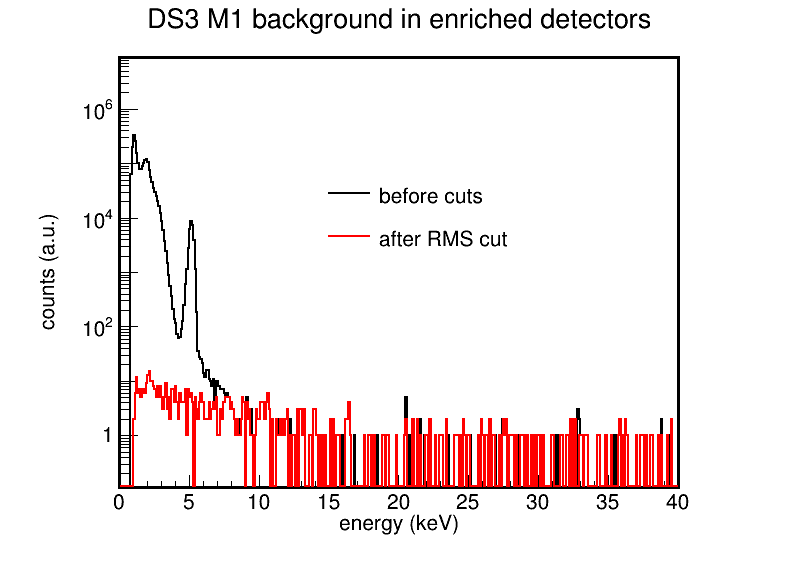 DS3 M1 background in enriched detectors
counts (a.u.)
10^6
10^4
10^2
1
before cuts
after RMS cut
0 5 10 15 20 25 30 35 40
energy (keV)